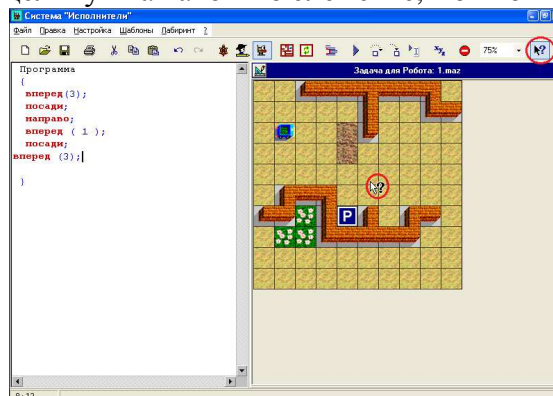 Система "Исполнители"
Файл Правка Настройка Шаблоны Лабиринт ?
75%
Задача для Робота: 1.maz
Программа
{
вперед(3);
посади;
направо;
вперед ( 1 );
посади;
вперед (3);
}
P
?